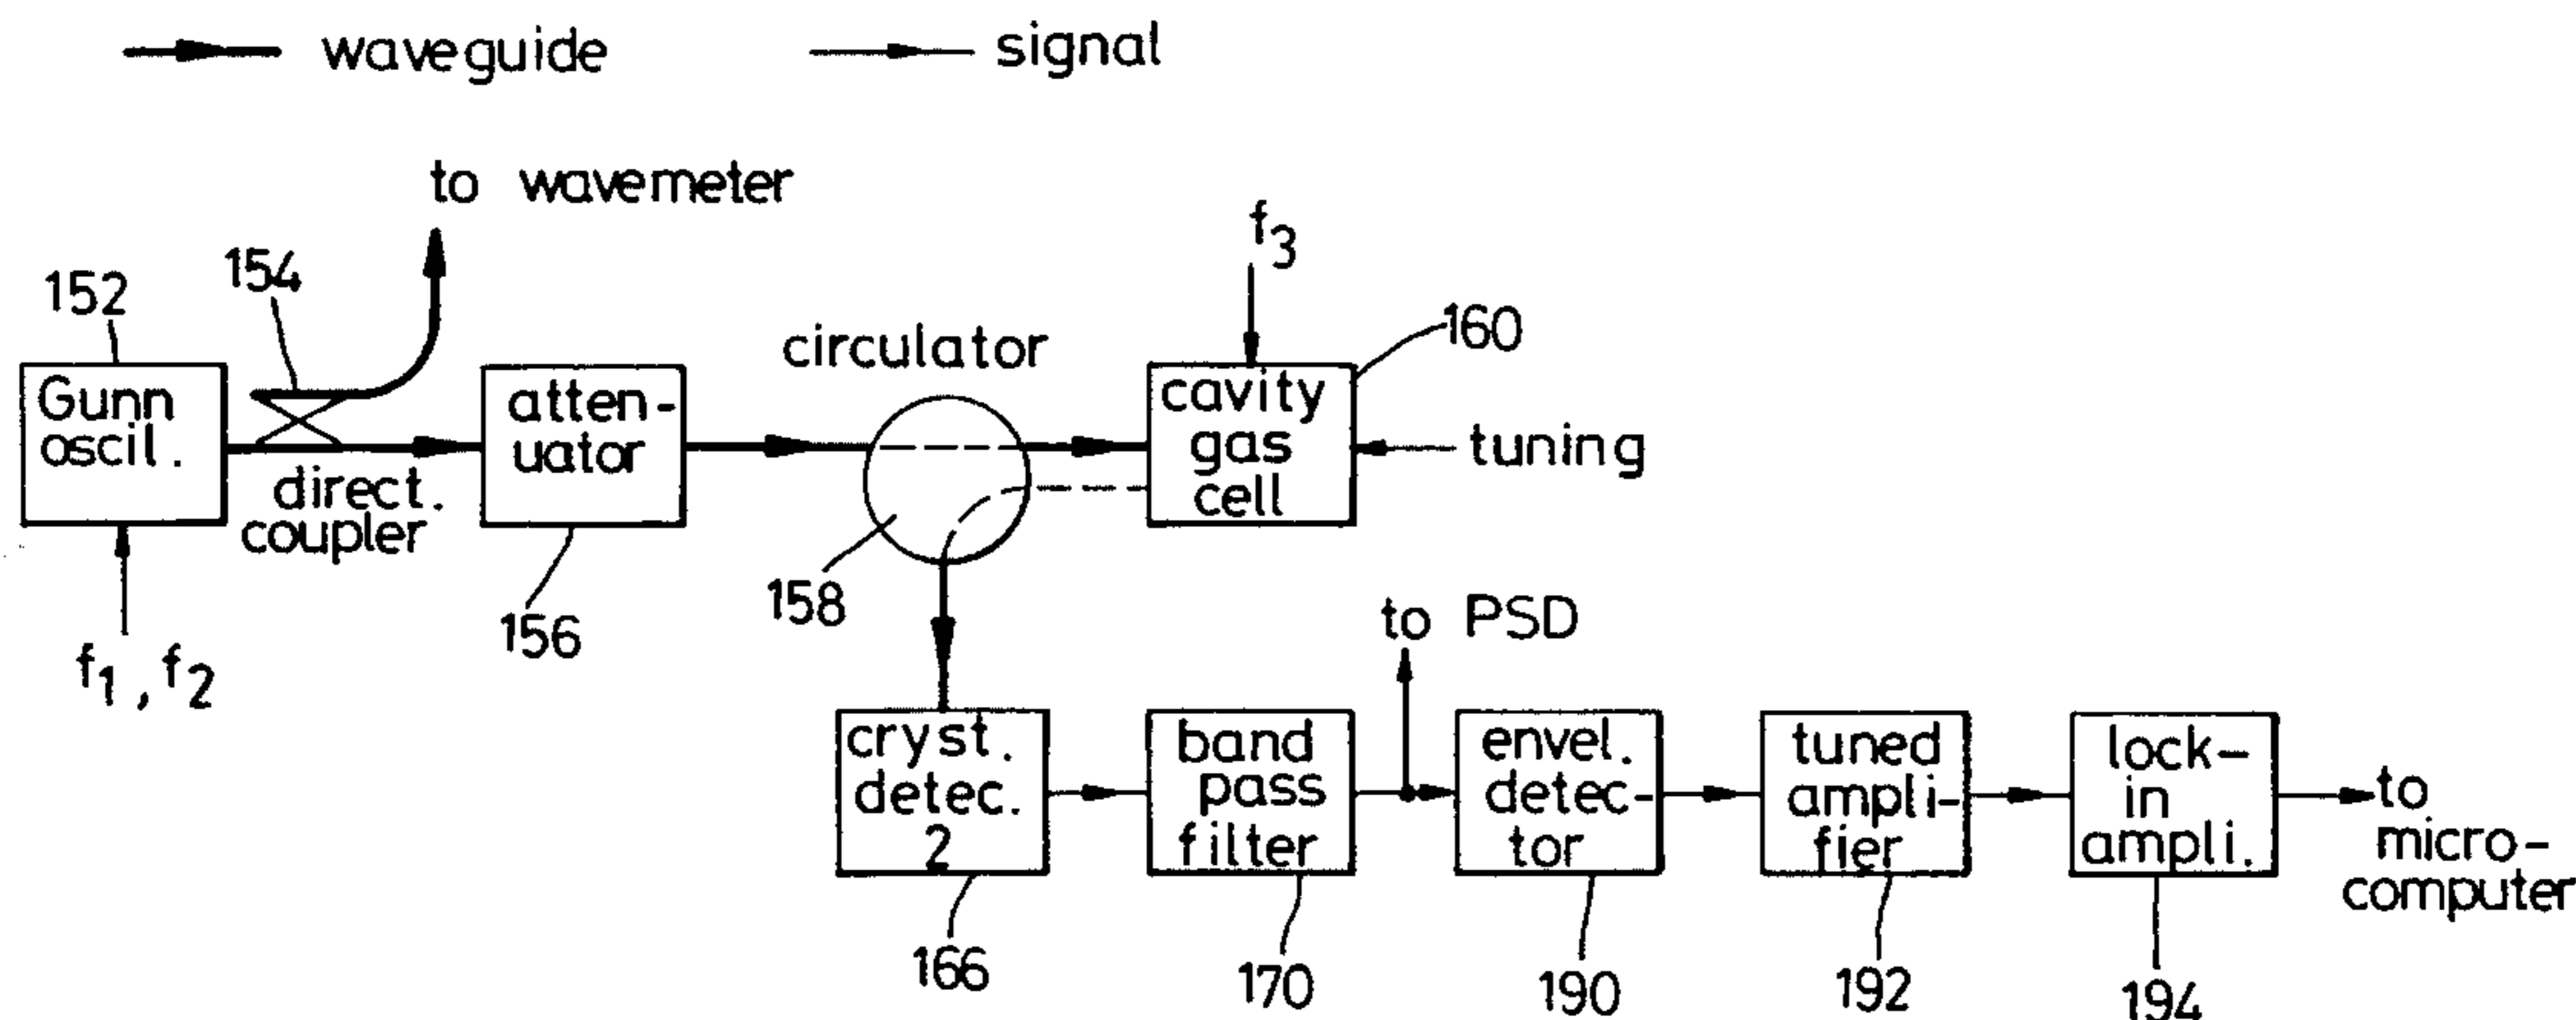 waveguide
signal
to wavemeter
f3
152
154
160
circulator
Gunn
oscil.
atten-
uator
cavity
gas
cell
tuning
direct.
coupler
158
156
f1, f2
to PSD
cryst.
detec.
2
band
pass
filter
envel.
detec-
tor
tuned
ampli-
fier
lock-
in
ampli.
to
micro-
computer
166
170
190
192
194